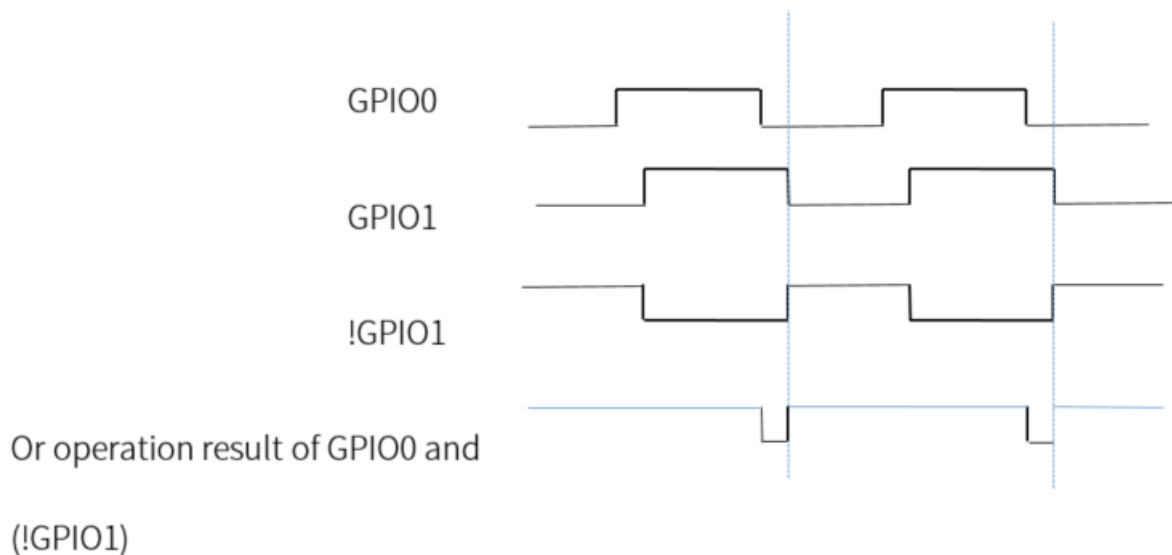 GPIO0
GPIO1
!GPIO1
Or operation result of GPIO0 and
(!GPIO1)